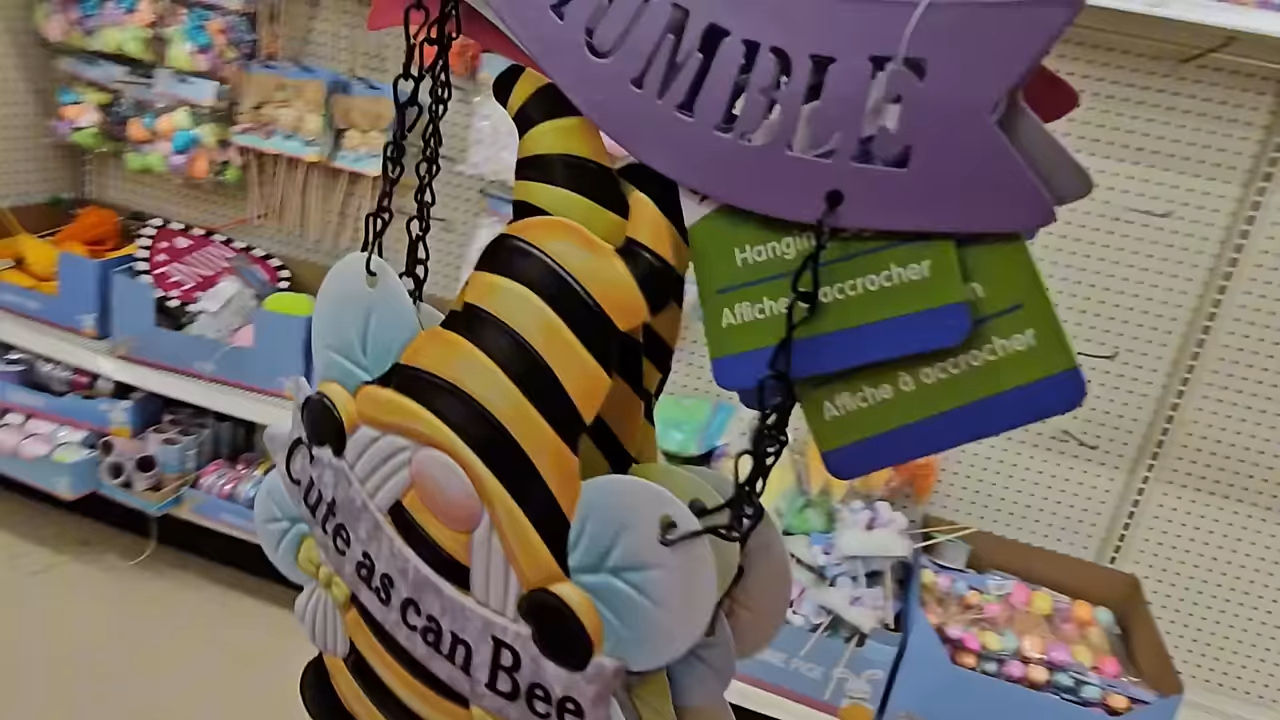 UMBLE
Hangin
Affiche à accrocher
n
Affiche à accrocher
Cute as can Bee